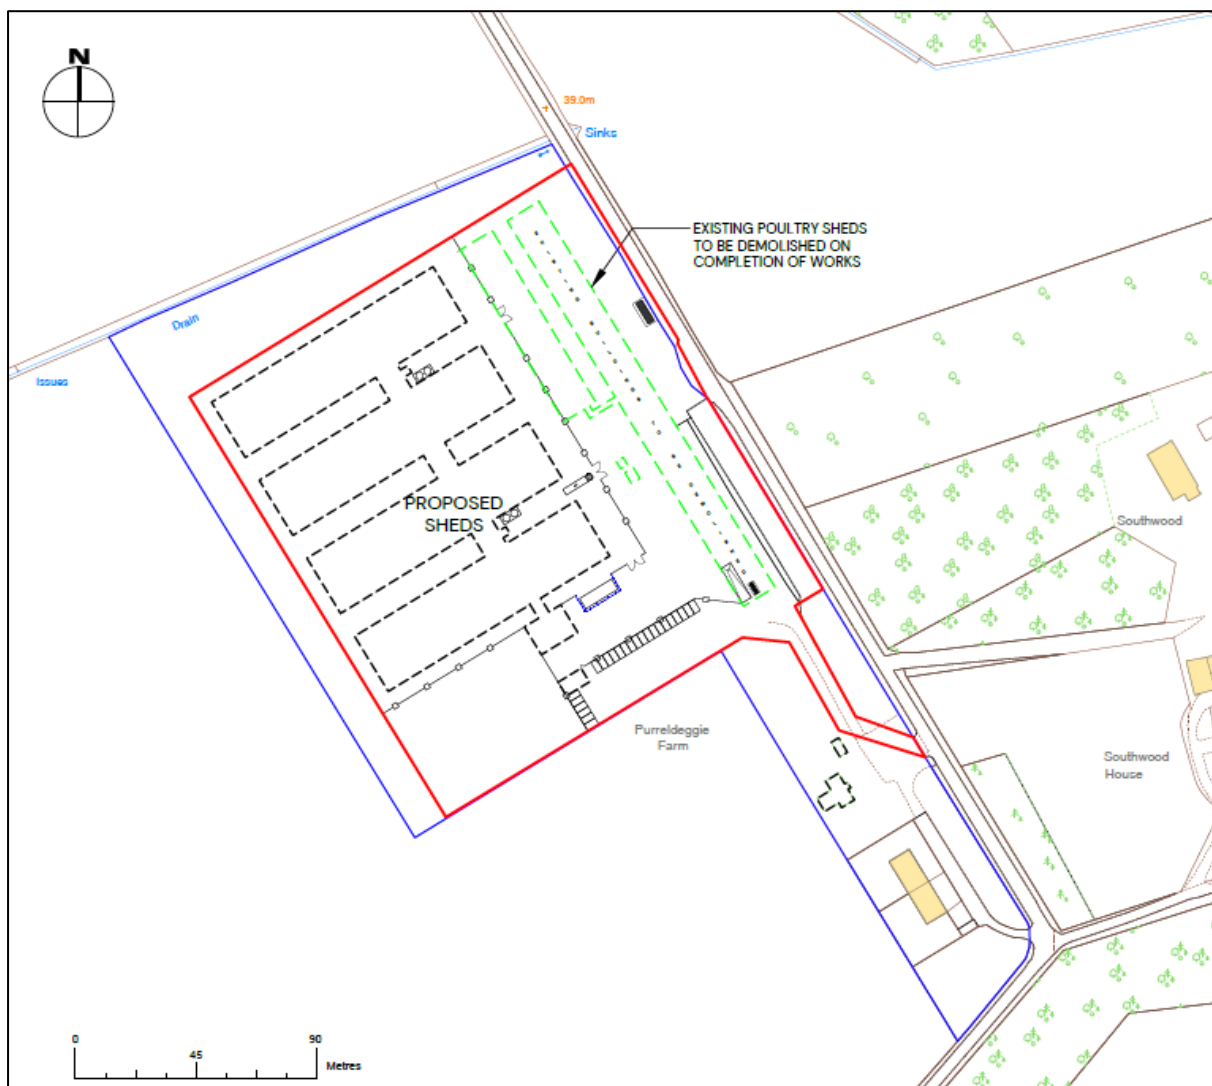 N
39.0m
Sinks
EXISTING POULTRY SHEDS
TO BE DEMOLISHED ON
COMPLETION OF WORKS
Drain
Issues
PROPOSED
SHEDS
Southwood
Purreldeggie
Farm
Southwood
House
0
45
90
Metres